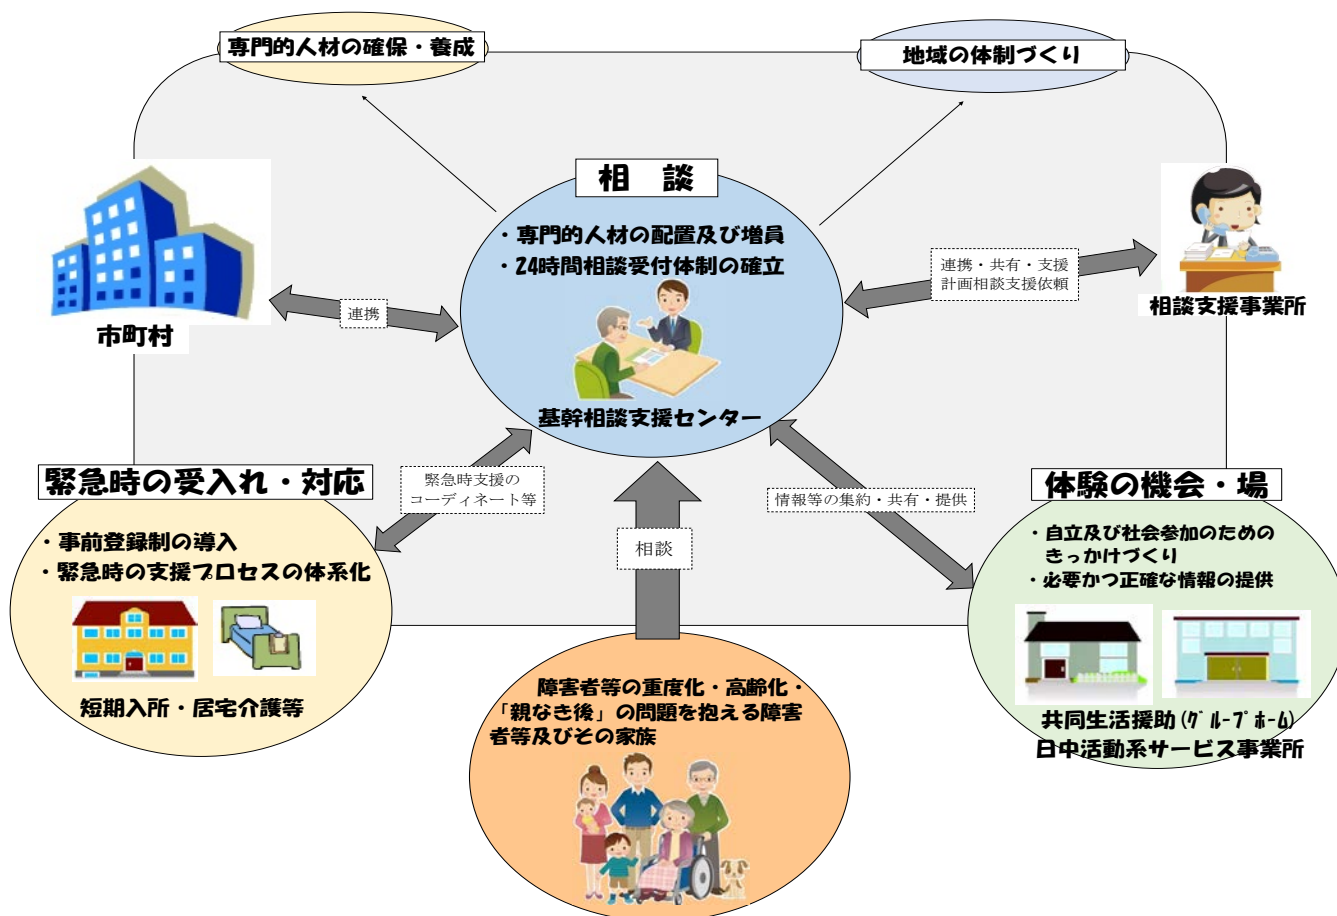 専門的人材の確保・養成
地域の体制づくり
相　談
・専門的人材の配置及び増員
・24時間相談受付体制の確立
基幹相談支援センター
市町村
連携
連携・共有・支援
計画相談支援依頼
相談支援事業所
緊急時の受入れ・対応
・事前登録制の導入
・緊急時の支援プロセスの体系化
短期入所・居宅介護等
緊急時支援の
コーディネート等
相談
情報等の集約・共有・提供
体験の機会・場
・自立及び社会参加のための
きっかけづくり
・必要かつ正確な情報の提供
共同生活援助(ｸﾞﾙｰﾌﾟﾎｰﾑ)
日中活動系サービス事業所
障害者等の重度化・高齢化・
「親なき後」の問題を抱える障害
者等及びその家族